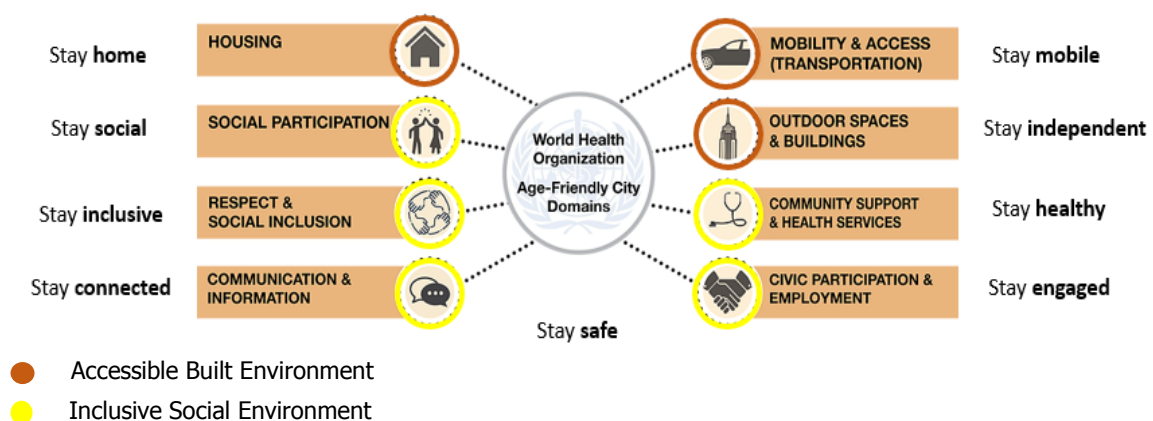 Stay home
HOUSING
MOBILITY & ACCESS
(TRANSPORTATION)
Stay mobile
Stay social
SOCIAL PARTICIPATION
World Health
Organization
Age-Friendly City
Domains
OUTDOOR SPACES
& BUILDINGS
Stay independent
Stay inclusive
RESPECT &
SOCIAL INCLUSION
COMMUNITY SUPPORT
& HEALTH SERVICES
Stay healthy
Stay connected
COMMUNICATION &
INFORMATION
CIVIC PARTICIPATION &
EMPLOYMENT
Stay engaged
Stay safe
Accessible Built Environment
Inclusive Social Environment